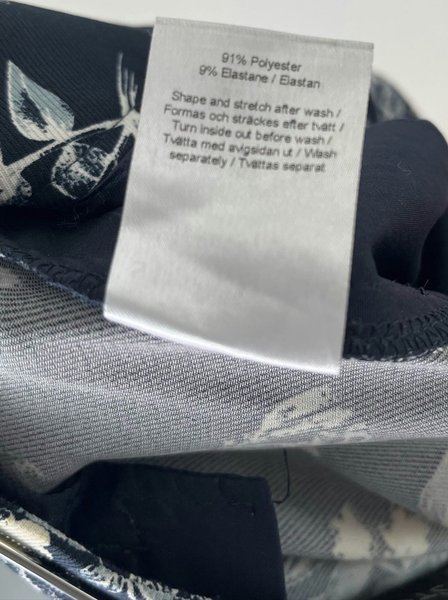 91% Polyester
9% Elastane / Elastan
Shape and stretch after wash /
Formas och sträckes efter tvätt /
Turn inside out before wash /
Tvätta med avigsidan ut / Wash
separately / Tvättas separat